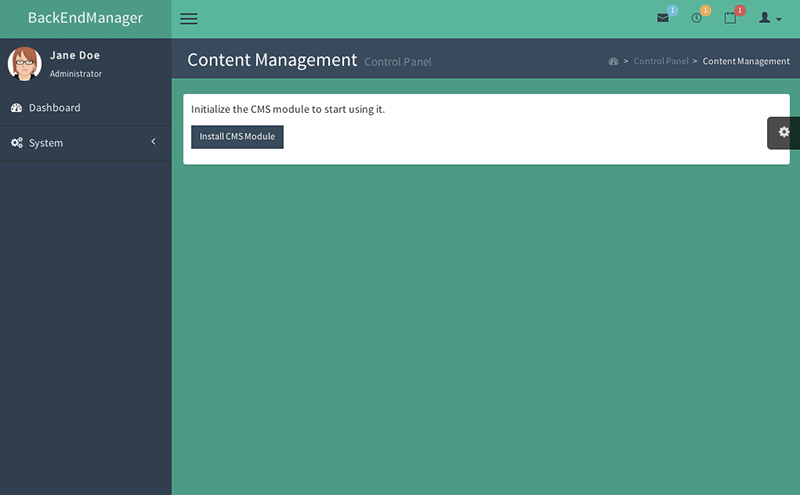 BackEndManager
1
1
1
Jane Doe
Administrator
Dashboard
System
Content Management Control Panel
> Control Panel > Content Management
Initialize the CMS module to start using it.
Install CMS Module